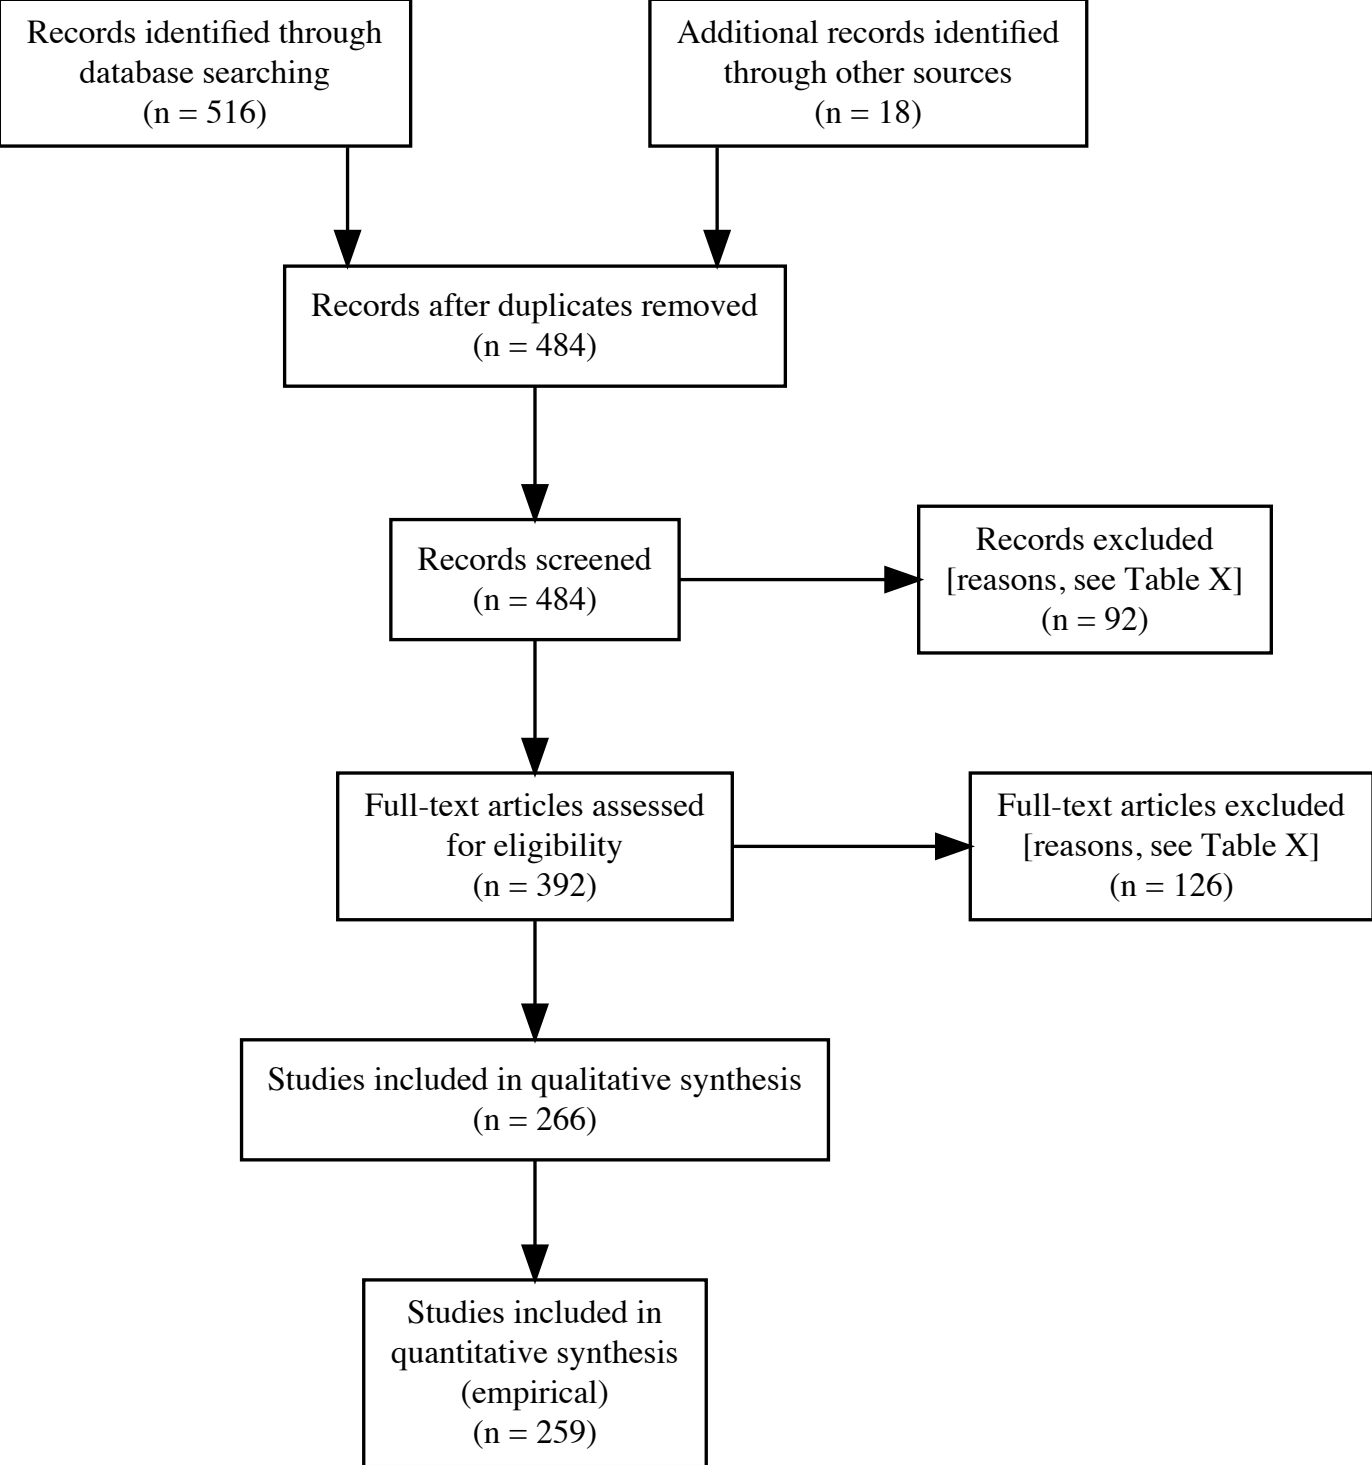 Records identified through
database searching
(n = 516)
Additional records identified
through other sources
(n = 18)
Records after duplicates removed
(n = 484)
Records screened
(n = 484)
Records excluded
[reasons, see Table X]
(n = 92)
Full-text articles assessed
for eligibility
(n = 392)
Full-text articles excluded
[reasons, see Table X]
(n = 126)
Studies included in qualitative synthesis
(n = 266)
Studies included in
quantitative synthesis
(empirical)
(n = 259)